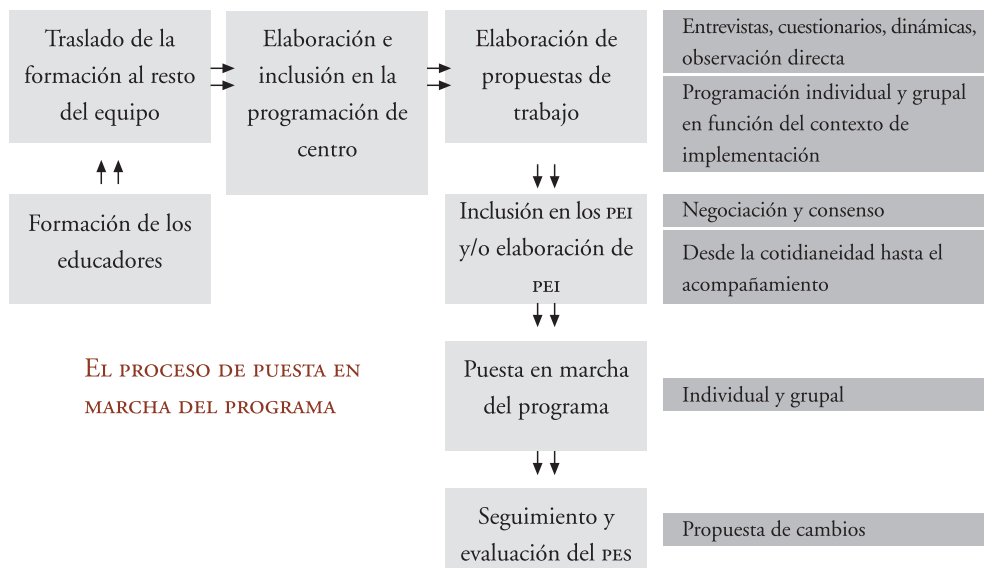 Traslado de la
formación al resto
del equipo
Elaboración e
inclusión en la
programación de
centro
Elaboración de
propuestas de
trabajo
Entrevistas, cuestionarios, dinámicas,
observación directa
Programación individual y grupal
en función del contexto de
implementación
Formación de los
educadores
Inclusión en los PEI
y/o elaboración de
PEI
Negociación y consenso
Desde la cotidianeidad hasta el
acompañamiento
El proceso de puesta en
marcha del programa
Puesta en marcha
del programa
Individual y grupal
Seguimiento y
evaluación del PES
Propuesta de cambios